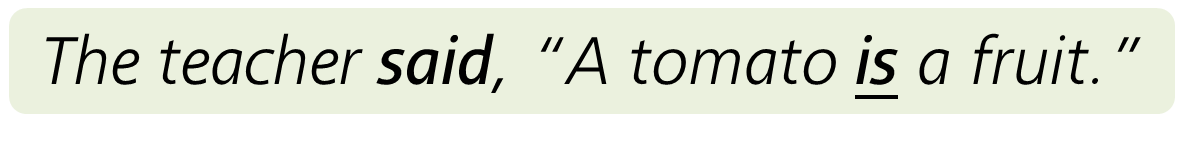 The teacher said, “A tomato is a fruit.”